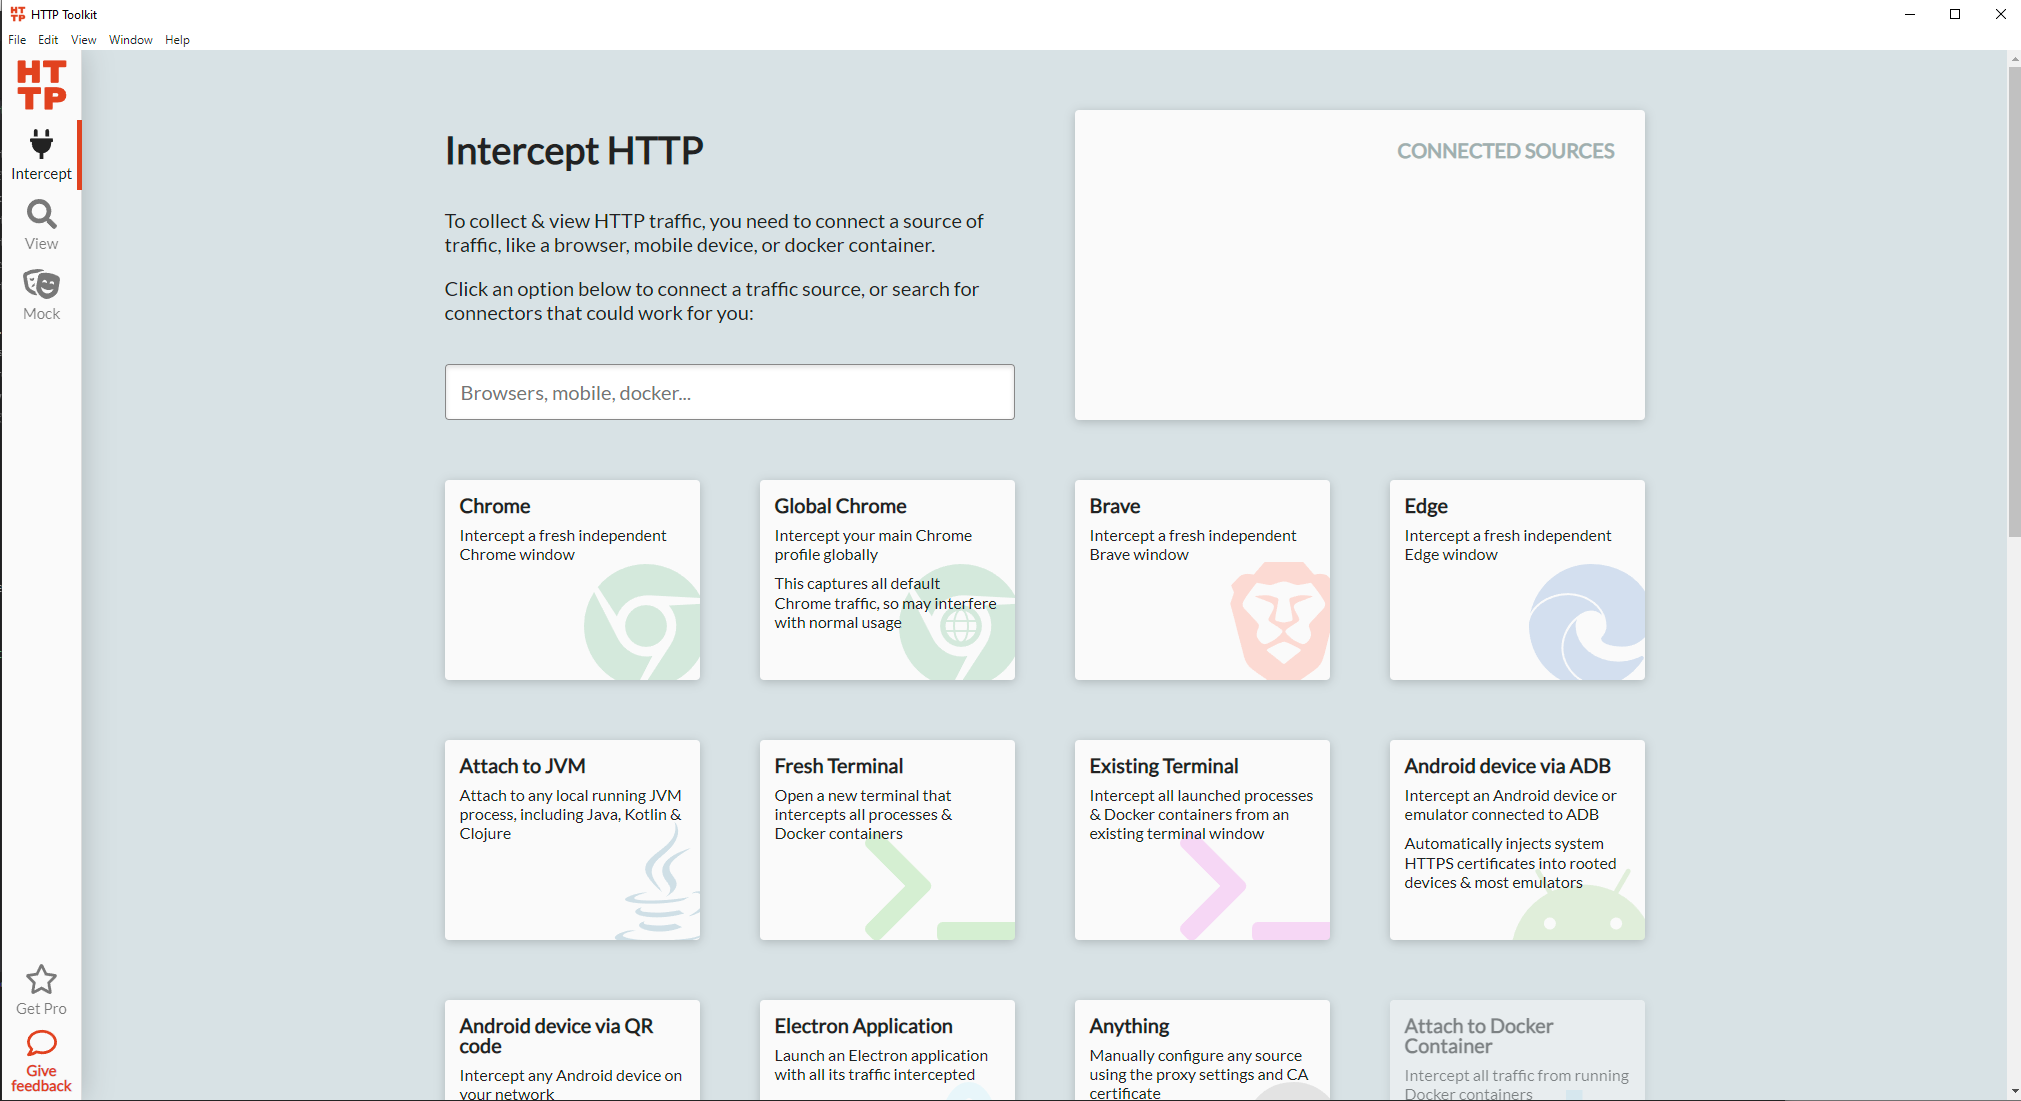 HTTP Toolkit
File Edit View Window Help
HT
TP
Intercept
View
Mock
Get Pro
Give
feedback
Intercept HTTP
To collect & view HTTP traffic, you need to connect a source of
traffic, like a browser, mobile device, or docker container.
Click an option below to connect a traffic source, or search for
connectors that could work for you:
Browsers, mobile, docker...
CONNECTED SOURCES
Chrome
Intercept a fresh independent
Chrome window
Global Chrome
Intercept your main Chrome
profile globally
This captures all default
Chrome traffic, so may interfere
with normal usage
Brave
Intercept a fresh independent
Brave window
Edge
Intercept a fresh independent
Edge window
Attach to JVM
Attach to any local running JVM
process, including Java, Kotlin &
Clojure
Fresh Terminal
Open a new terminal that
intercepts all processes &
Docker containers
Existing Terminal
Intercept all launched processes
& Docker containers from an
existing terminal window
Android device via ADB
Intercept an Android device or
emulator connected to ADB
Automatically injects system
HTTPS certificates into rooted
devices & most emulators
Android device via QR
code
Intercept any Android device on
your network
Electron Application
Launch an Electron application
with all its traffic intercepted
Anything
Manually configure any source
using the proxy settings and CA
certificate
Attach to Docker
Container
Intercept all traffic from running
Docker containers